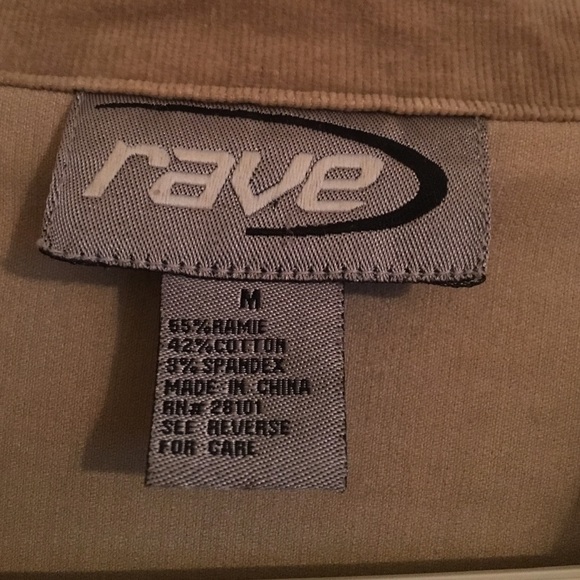 rave
M
55%RAMIE
42%COTTON
3% SPANDEX
MADE IN CHINA
RN# 28101
SEE REVERSE
FOR CARE